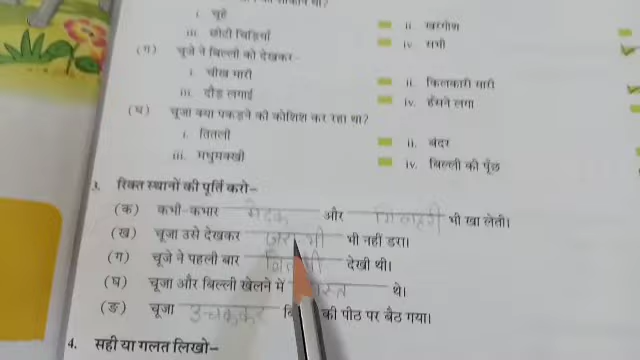 i. चूहे
ii. खरगोश
iii. छोटी चिड़ियाँ
iv. सभी
(ग) चूजे ने बिल्ली को देखकर–
i. चीख मारी
ii. किलकारी मारी
iii. दौड़ लगाई
iv. हँसने लगा
(घ) चूजा क्या पकड़ने की कोशिश कर रहा था?
i. तितली
ii. बंदर
iii. मधुमक्खी
iv. बिल्ली की पूँछ
3. रिक्त स्थानों की पूर्ति करो–
(क) कभी-कभार मेंढक और गिलहरी भी खा लेती।
(ख) चूजा उसे देखकर जरा भी भी नहीं डरा।
(ग) चूजे ने पहली बार देखी थी।
(घ) चूजा और बिल्ली खेलने में थे।
(ङ) चूजा उचककर की पीठ पर बैठ गया।
4. सही या गलत लिखो–